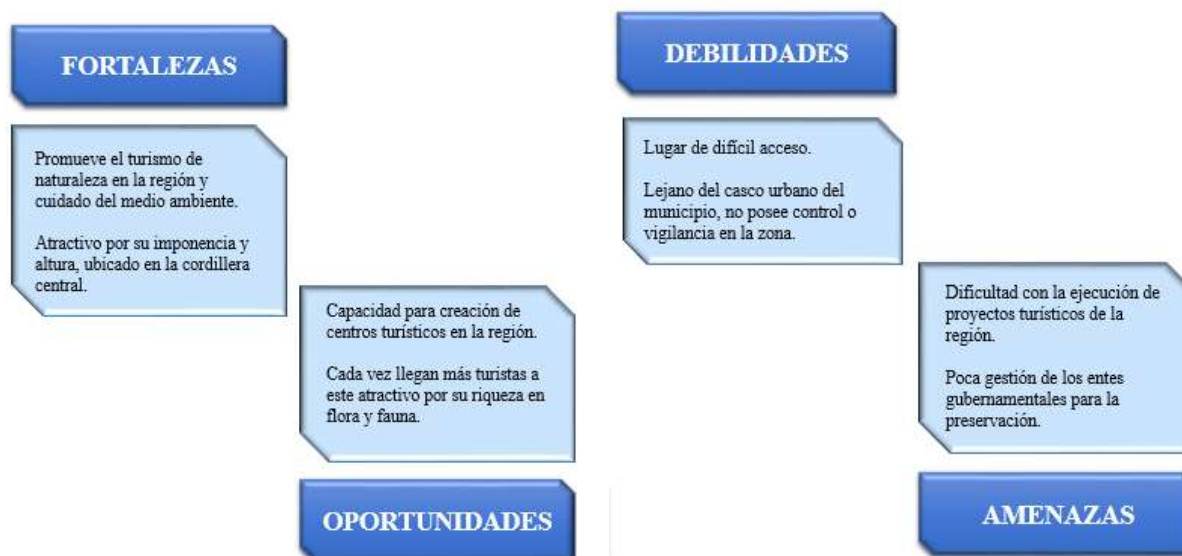 FORTALEZAS
Promueve el turismo de
naturaleza en la región y
cuidado del medio ambiente.
Atractivo por su imponencia y
altura, ubicado en la cordillera
central.
Capacidad para creación de
centros turísticos en la región.
Cada vez llegan más turistas a
este atractivo por su riqueza en
flora y fauna.
OPORTUNIDADES
DEBILIDADES
Lugar de difícil acceso.
Lejano del casco urbano del
municipio, no posee control o
vigilancia en la zona.
Dificultad con la ejecución de
proyectos turísticos de la
región.
Poca gestión de los entes
gubernamentales para la
preservación.
AMENAZAS